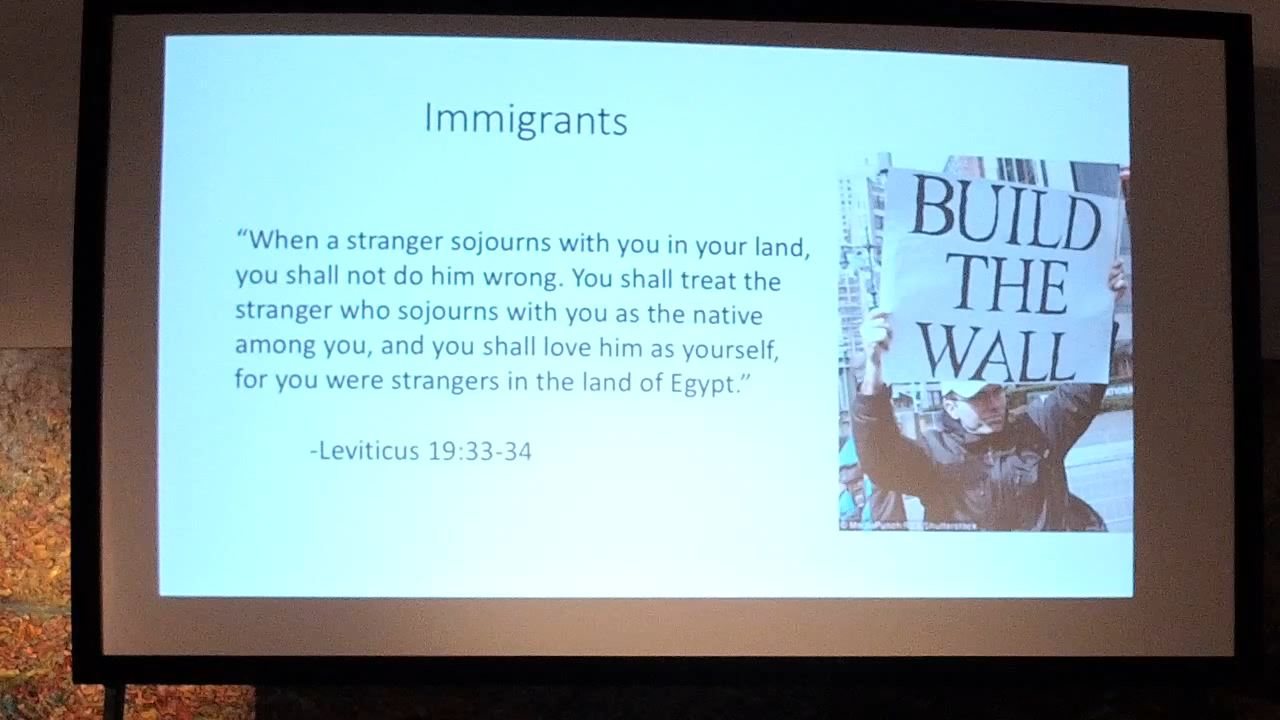 Immigrants
“When a stranger sojourns with you in your land,
you shall not do him wrong. You shall treat the
stranger who sojourns with you as the native
among you, and you shall love him as yourself,
for you were strangers in the land of Egypt.”
-Leviticus 19:33-34
BUILD
THE
WALL